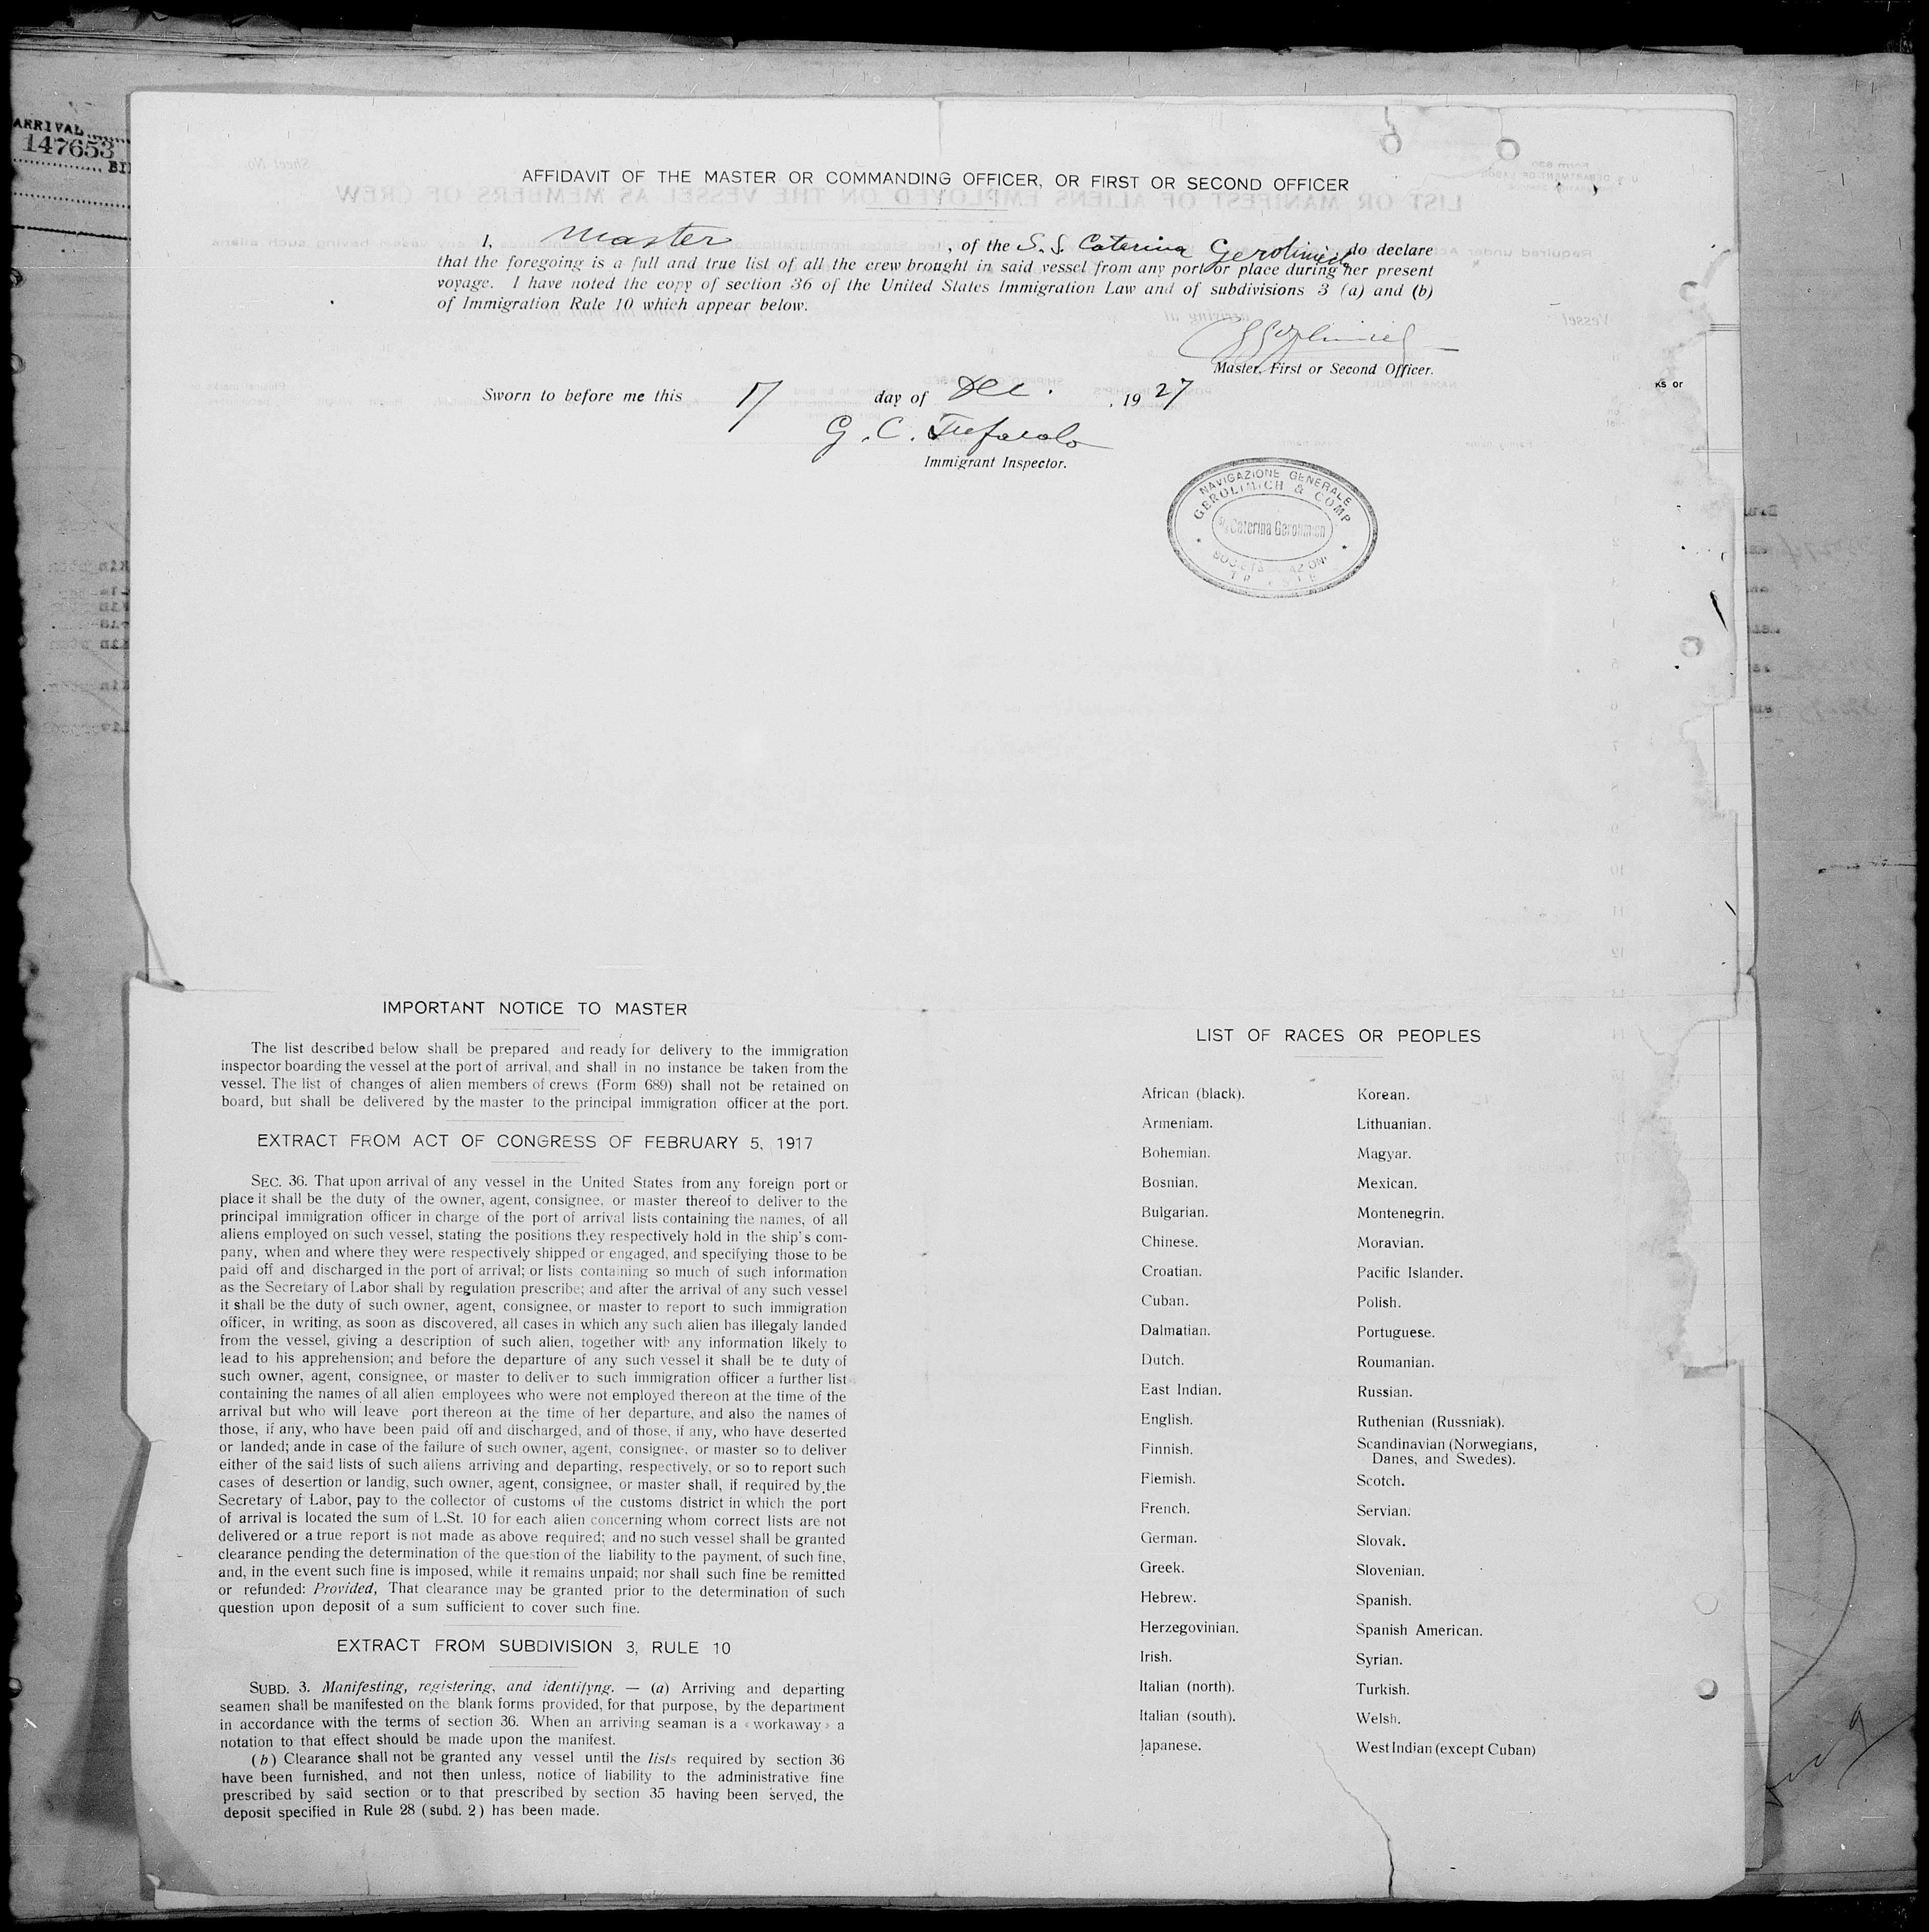 ARRIVAL
147653
AFFIDAVIT OF THE MASTER OR COMMANDING OFFICER, OR FIRST OR SECOND OFFICER
I, Master, of the S. S. Caterina Gerolimich do declare
that the foregoing is a full and true list of all the crew brought in said vessel from any port or place during her present
voyage. I have noted the copy of section 36 of the United States Immigration Law and of subdivisions 3 (a) and (b)
of Immigration Rule 10 which appear below.
Master, First or Second Officer.
Sworn to before me this 17 day of Dec. , 1927
G. C.
Immigrant Inspector.
NAVIGAZIONE GENERALE
GEROLIMICH & COMP
Caterina Gerolimich
IMPORTANT NOTICE TO MASTER
The list described below shall be prepared and ready for delivery to the immigration
inspector boarding the vessel at the port of arrival, and shall in no instance be taken from the
vessel. The list of changes of alien members of crews (Form 689) shall not be retained on
board, but shall be delivered by the master to the principal immigration officer at the port.
EXTRACT FROM ACT OF CONGRESS OF FEBRUARY 5, 1917
SEC. 36. That upon arrival of any vessel in the United States from any foreign port or
place it shall be the duty of the owner, agent, consignee, or master thereof to deliver to the
principal immigration officer in charge of the port of arrival lists containing the names, of all
aliens employed on such vessel, stating the positions they respectively hold in the ship's com-
pany, when and where they were respectively shipped or engaged, and specifying those to be
paid off and discharged in the port of arrival; or lists containing so much of such information
as the Secretary of Labor shall by regulation prescribe; and after the arrival of any such vessel
it shall be the duty of such owner, agent, consignee, or master to report to such immigration
officer, in writing, as soon as discovered, all cases in which any such alien has illegaly landed
from the vessel, giving a description of such alien, together with any information likely to
lead to his apprehension; and before the departure of any such vessel it shall be te duty of
such owner, agent, consignee, or master to deliver to such immigration officer a further list
containing the names of all alien employees who were not employed thereon at the time of the
arrival but who will leave port thereon at the time of her departure, and also the names of
those, if any, who have been paid off and discharged, and of those, if any, who have deserted
or landed; ande in case of the failure of such owner, agent, consignee, or master so to deliver
either of the said lists of such aliens arriving and departing, respectively, or so to report such
cases of desertion or landig, such owner, agent, consignee, or master shall, if required by the
Secretary of Labor, pay to the collector of customs of the customs district in which the port
of arrival is located the sum of L.St. 10 for each alien concerning whom correct lists are not
delivered or a true report is not made as above required; and no such vessel shall be granted
clearance pending the determination of the question of the liability to the payment, of such fine,
and, in the event such fine is imposed, while it remains unpaid; nor shall such fine be remitted
or refunded: Provided, That clearance may be granted prior to the determination of such
question upon deposit of a sum sufficient to cover such fine.
EXTRACT FROM SUBDIVISION 3, RULE 10
SUBD. 3. Manifesting, registering, and identifyng. — (a) Arriving and departing
seamen shall be manifested on the blank forms provided, for that purpose, by the department
in accordance with the terms of section 36. When an arriving seaman is a «workaway» a
notation to that effect should be made upon the manifest.
(b) Clearance shall not be granted any vessel until the lists required by section 36
have been furnished, and not then unless, notice of liability to the administrative fine
prescribed by said section or to that prescribed by section 35 having been served, the
deposit specified in Rule 28 (subd. 2) has been made.
LIST OF RACES OR PEOPLES
African (black).
Armeniam.
Bohemian.
Bosnian.
Bulgarian.
Chinese.
Croatian.
Cuban.
Dalmatian.
Dutch.
East Indian.
English.
Finnish.
Flemish.
French.
German.
Greek.
Hebrew.
Herzegovinian.
Irish.
Italian (north).
Italian (south).
Japanese.
Korean.
Lithuanian.
Magyar.
Mexican.
Montenegrin.
Moravian.
Pacific Islander.
Polish.
Portuguese.
Roumanian.
Russian.
Ruthenian (Russniak).
Scandinavian (Norwegians,
Danes, and Swedes).
Scotch.
Servian.
Slovak.
Slovenian.
Spanish.
Spanish American.
Syrian.
Turkish.
Welsh.
West Indian (except Cuban)